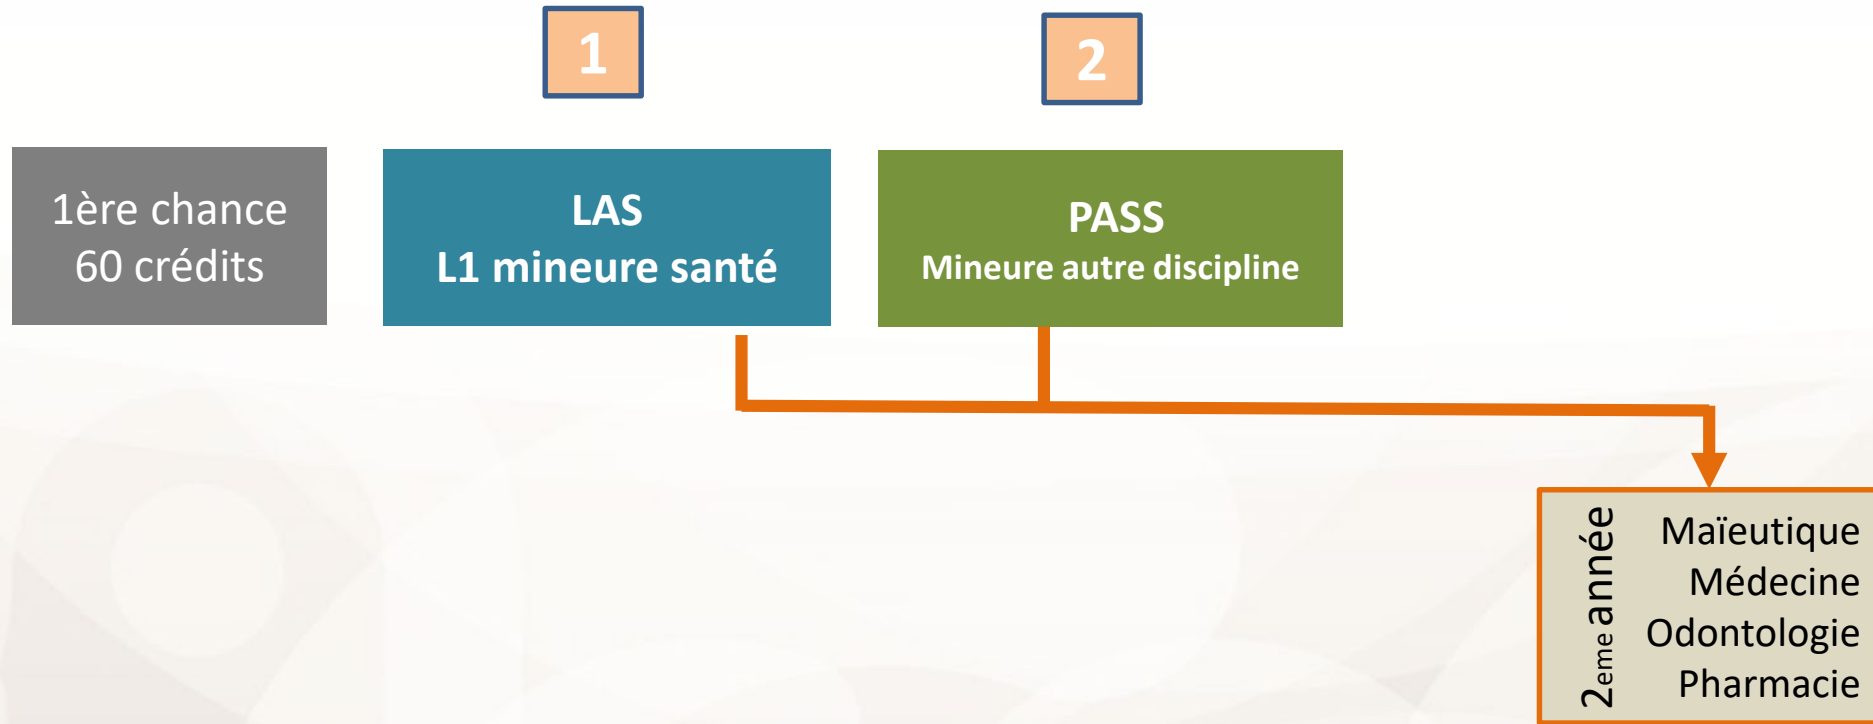 1
2
1ère chance
60 crédits
LAS
L1 mineure santé
PASS
Mineure autre discipline
2eme année
Maïeutique
Médecine
Odontologie
Pharmacie